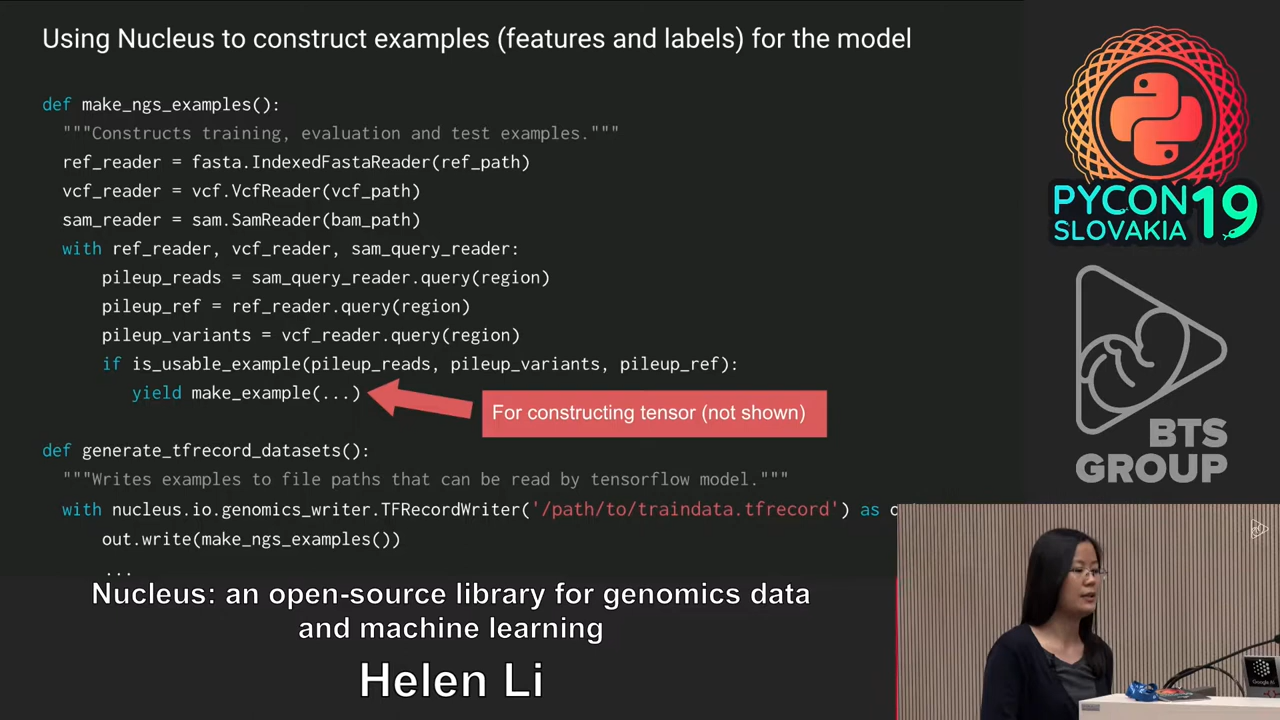 Using Nucleus to construct examples (features and labels) for the model
def make_ngs_examples():
"""Constructs training, evaluation and test examples."""
ref_reader = fasta.IndexedFastaReader(ref_path)
vcf_reader = vcf.VcfReader(vcf_path)
sam_reader = sam.SamReader(bam_path)
with ref_reader, vcf_reader, sam_query_reader:
pileup_reads = sam_query_reader.query(region)
pileup_ref = ref_reader.query(region)
pileup_variants = vcf_reader.query(region)
if is_usable_example(pileup_reads, pileup_variants, pileup_ref):
yield make_example(...)
For constructing tensor (not shown)
def generate_tfrecord_datasets():
"""Writes examples to file paths that can be read by tensorflow model."""
with nucleus.io.genomics_writer.TFRecordWriter('/path/to/traindata.tfrecord') as
out.write(make_ngs_examples())
...
Nucleus: an open-source library for genomics data
and machine learning
Helen Li
PYCON
SLOVAKIA
19
BTS
GROUP
Google AI